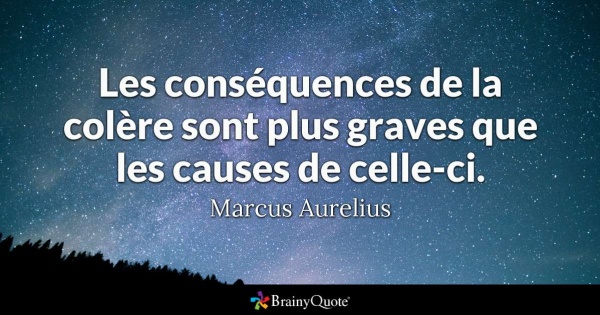 Les conséquences de la
colère sont plus graves que
les causes de celle-ci.
Marcus Aurelius
BrainyQuote®